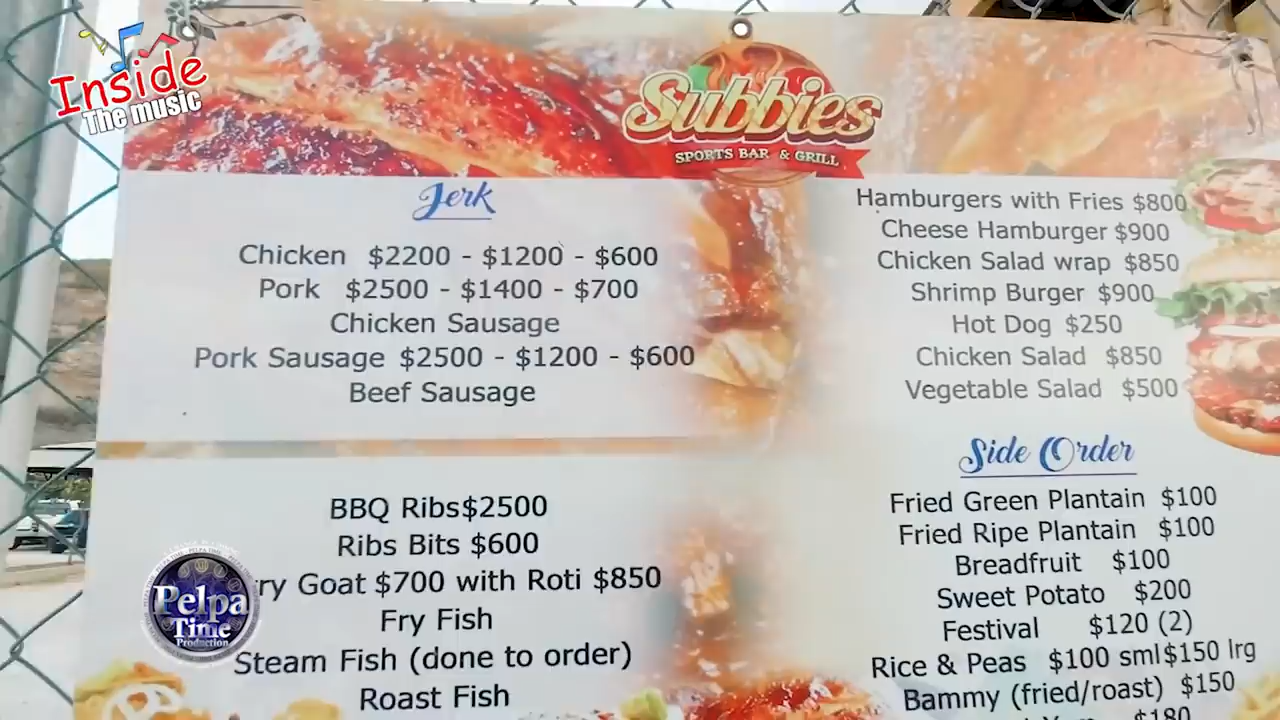 Inside
The music
Subbies
SPORTS BAR & GRILL
Jerk
Chicken $2200 - $1200 - $600
Pork $2500 - $1400 - $700
Chicken Sausage
Pork Sausage $2500 - $1200 - $600
Beef Sausage
BBQ Ribs$2500
Ribs Bits $600
ry Goat $700 with Roti $850
Fry Fish
Steam Fish (done to order)
Roast Fish
Hamburgers with Fries $800
Cheese Hamburger $900
Chicken Salad wrap $850
Shrimp Burger $900
Hot Dog $250
Chicken Salad $850
Vegetable Salad $500
Side Order
Fried Green Plantain $100
Fried Ripe Plantain $100
Breadfruit $100
Sweet Potato $200
Festival $120 (2)
Rice & Peas $100 sml $150 lrg
Bammy (fried/roast) $150
Yam $180
Pelpa
Time
Production